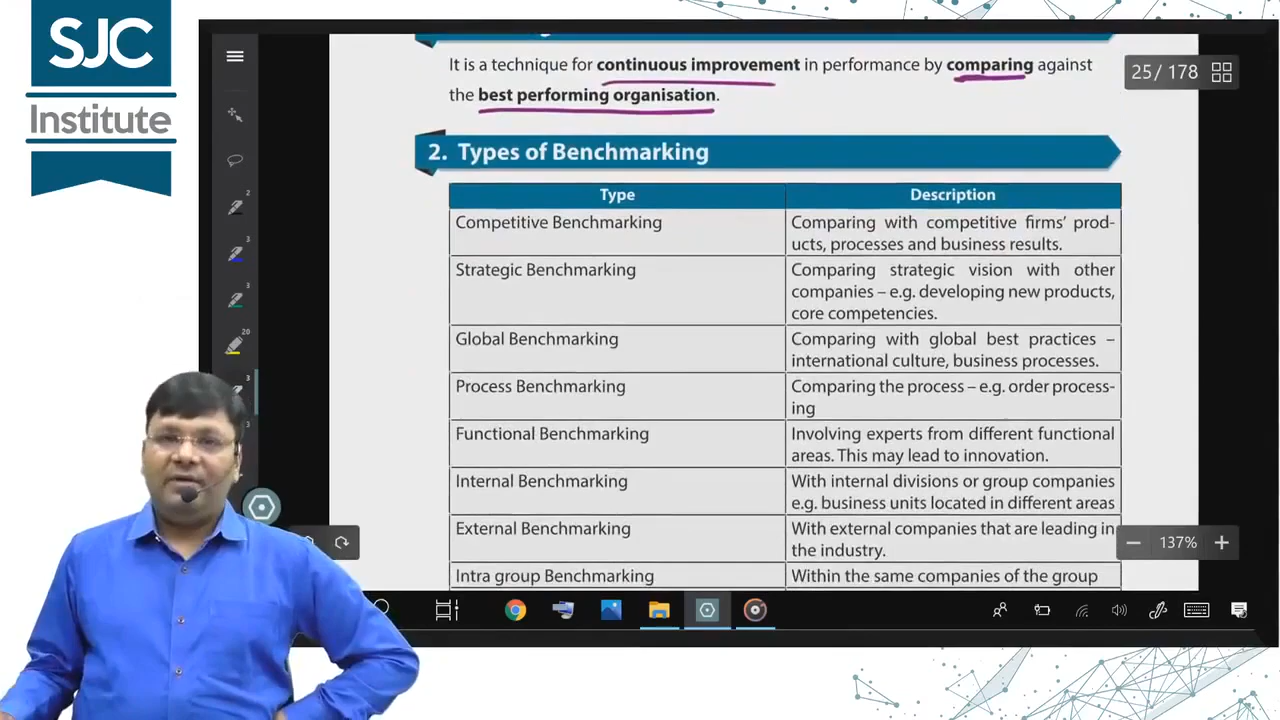 SJC
Institute
It is a technique for continuous improvement in performance by comparing against
the best performing organisation.
25 / 178
2. Types of Benchmarking
Type
Description
Competitive Benchmarking
Comparing with competitive firms' prod-
ucts, processes and business results.
Strategic Benchmarking
Comparing strategic vision with other
companies – e.g. developing new products,
core competencies.
Global Benchmarking
Comparing with global best practices –
international culture, business processes.
Process Benchmarking
Comparing the process – e.g. order process-
ing
Functional Benchmarking
Involving experts from different functional
areas. This may lead to innovation.
Internal Benchmarking
With internal divisions or group companies
e.g. business units located in different areas
External Benchmarking
With external companies that are leading in
the industry.
Intra group Benchmarking
Within the same companies of the group
2
3
3
20
3
3
137%